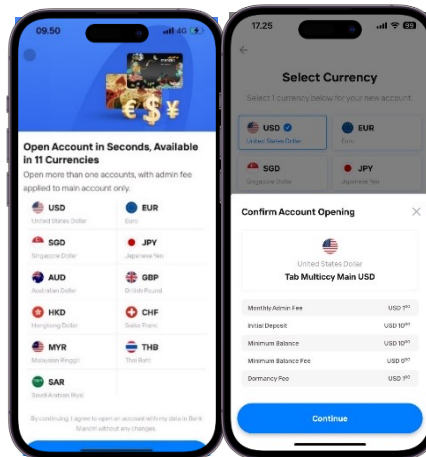 09.50
4G
€ $ ¥
Open Account in Seconds, Available
in 11 Currencies
Open more than one accounts, with admin fee
applied to main account only.
USD
United States Dollar
EUR
Euro
SGD
Singapore Dollar
JPY
Japanese Yen
AUD
Australian Dollar
GBP
British Pound
HKD
Hongkong Dollar
CHF
Swiss Franc
MYR
Malaysian Ringgit
THB
Thai Baht
SAR
Saudi Arabian Riyal
By continuing, I agree to open an account with my data in Bank
Mandiri without any changes.
17.25
Select Currency
Select 1 currency below for your new account.
USD
United States Dollar
EUR
Euro
SGD
Singapore Dollar
JPY
Japanese Yen
Confirm Account Opening
United States Dollar
Tab Multiccy Main USD
Monthly Admin Fee
Initial Deposit
USD 10⁰⁰
Minimum Balance
USD 10⁰⁰
Minimum Balance Fee
Dormancy Fee
Continue